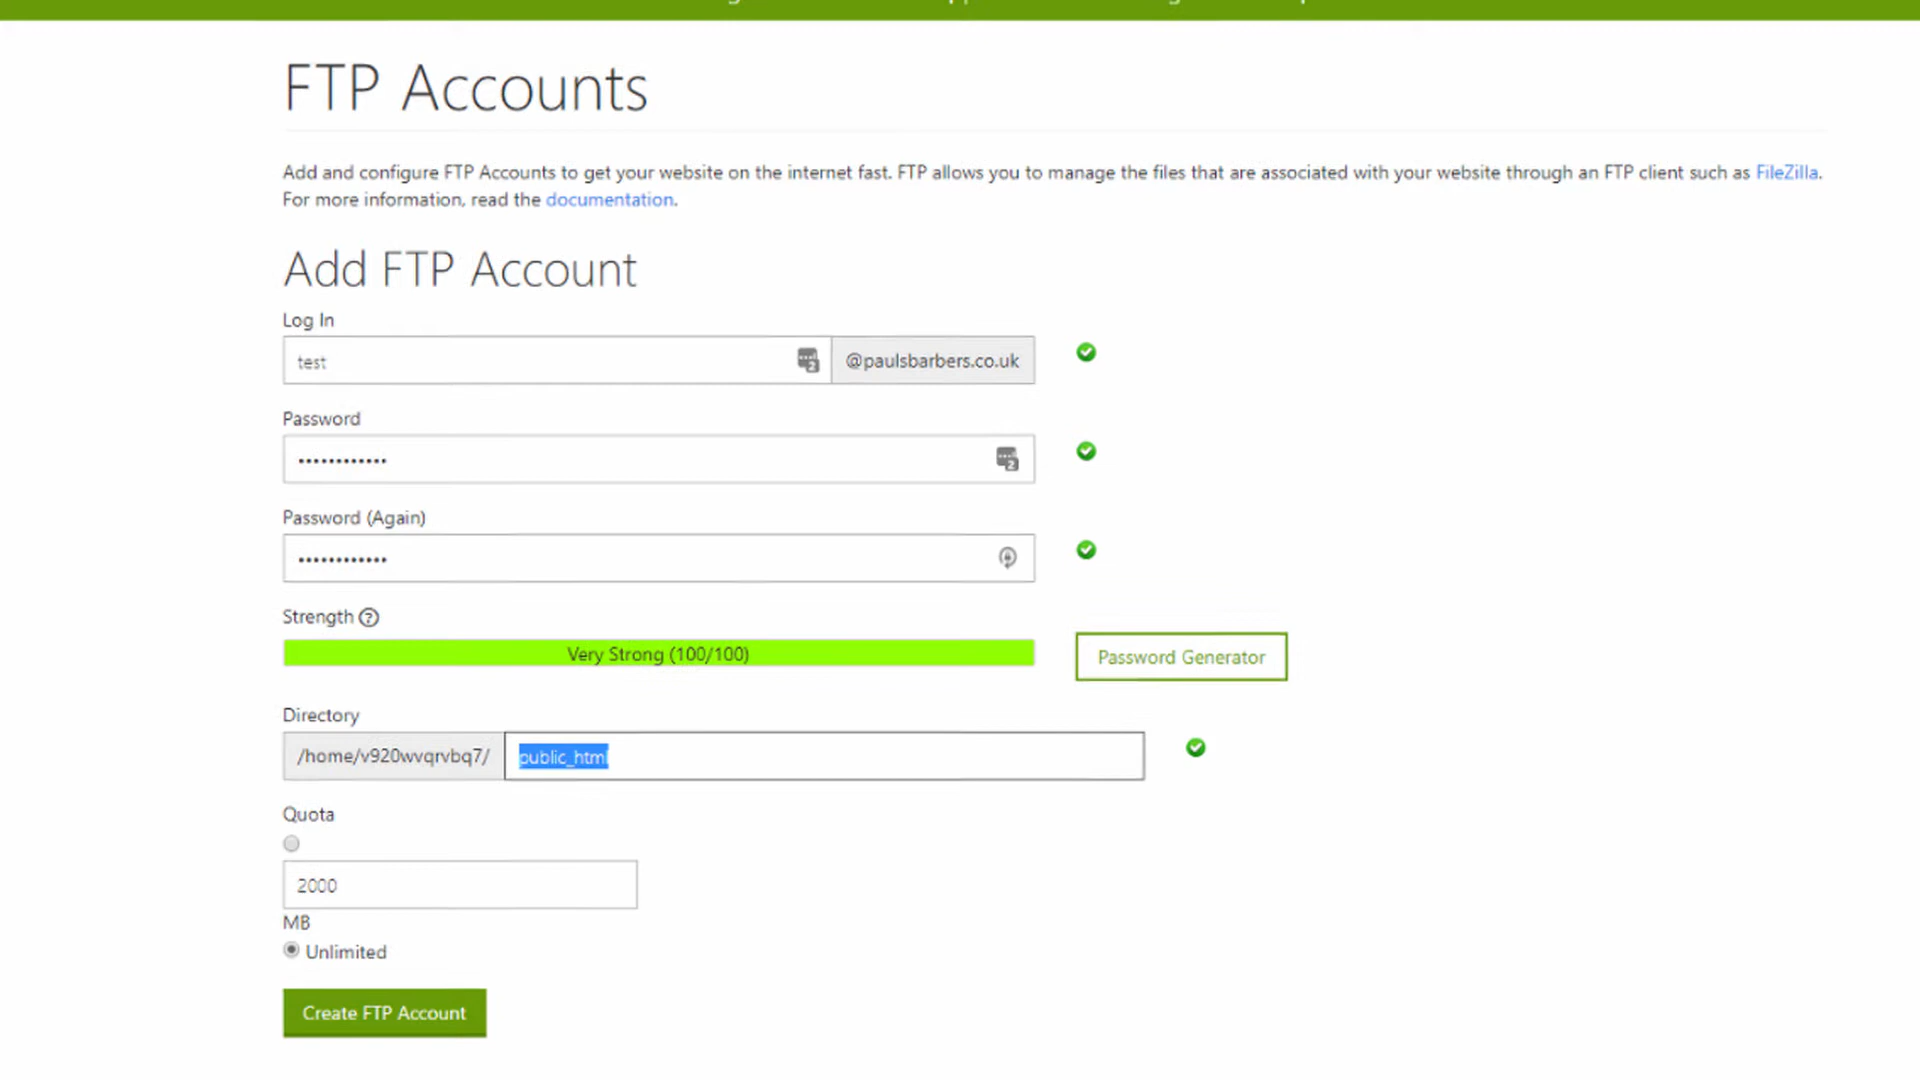 FTP Accounts
Add and configure FTP Accounts to get your website on the internet fast. FTP allows you to manage the files that are associated with your website through an FTP client such as FileZilla.
For more information, read the documentation.
Add FTP Account
Log In
test @paulsbarbers.co.uk
Password
••••••••••••
Password (Again)
••••••••••••
Strength ?
Very Strong (100/100) Password Generator
Directory
/home/v920wvqrvbq7/ public_html
Quota
2000
MB
Unlimited
Create FTP Account